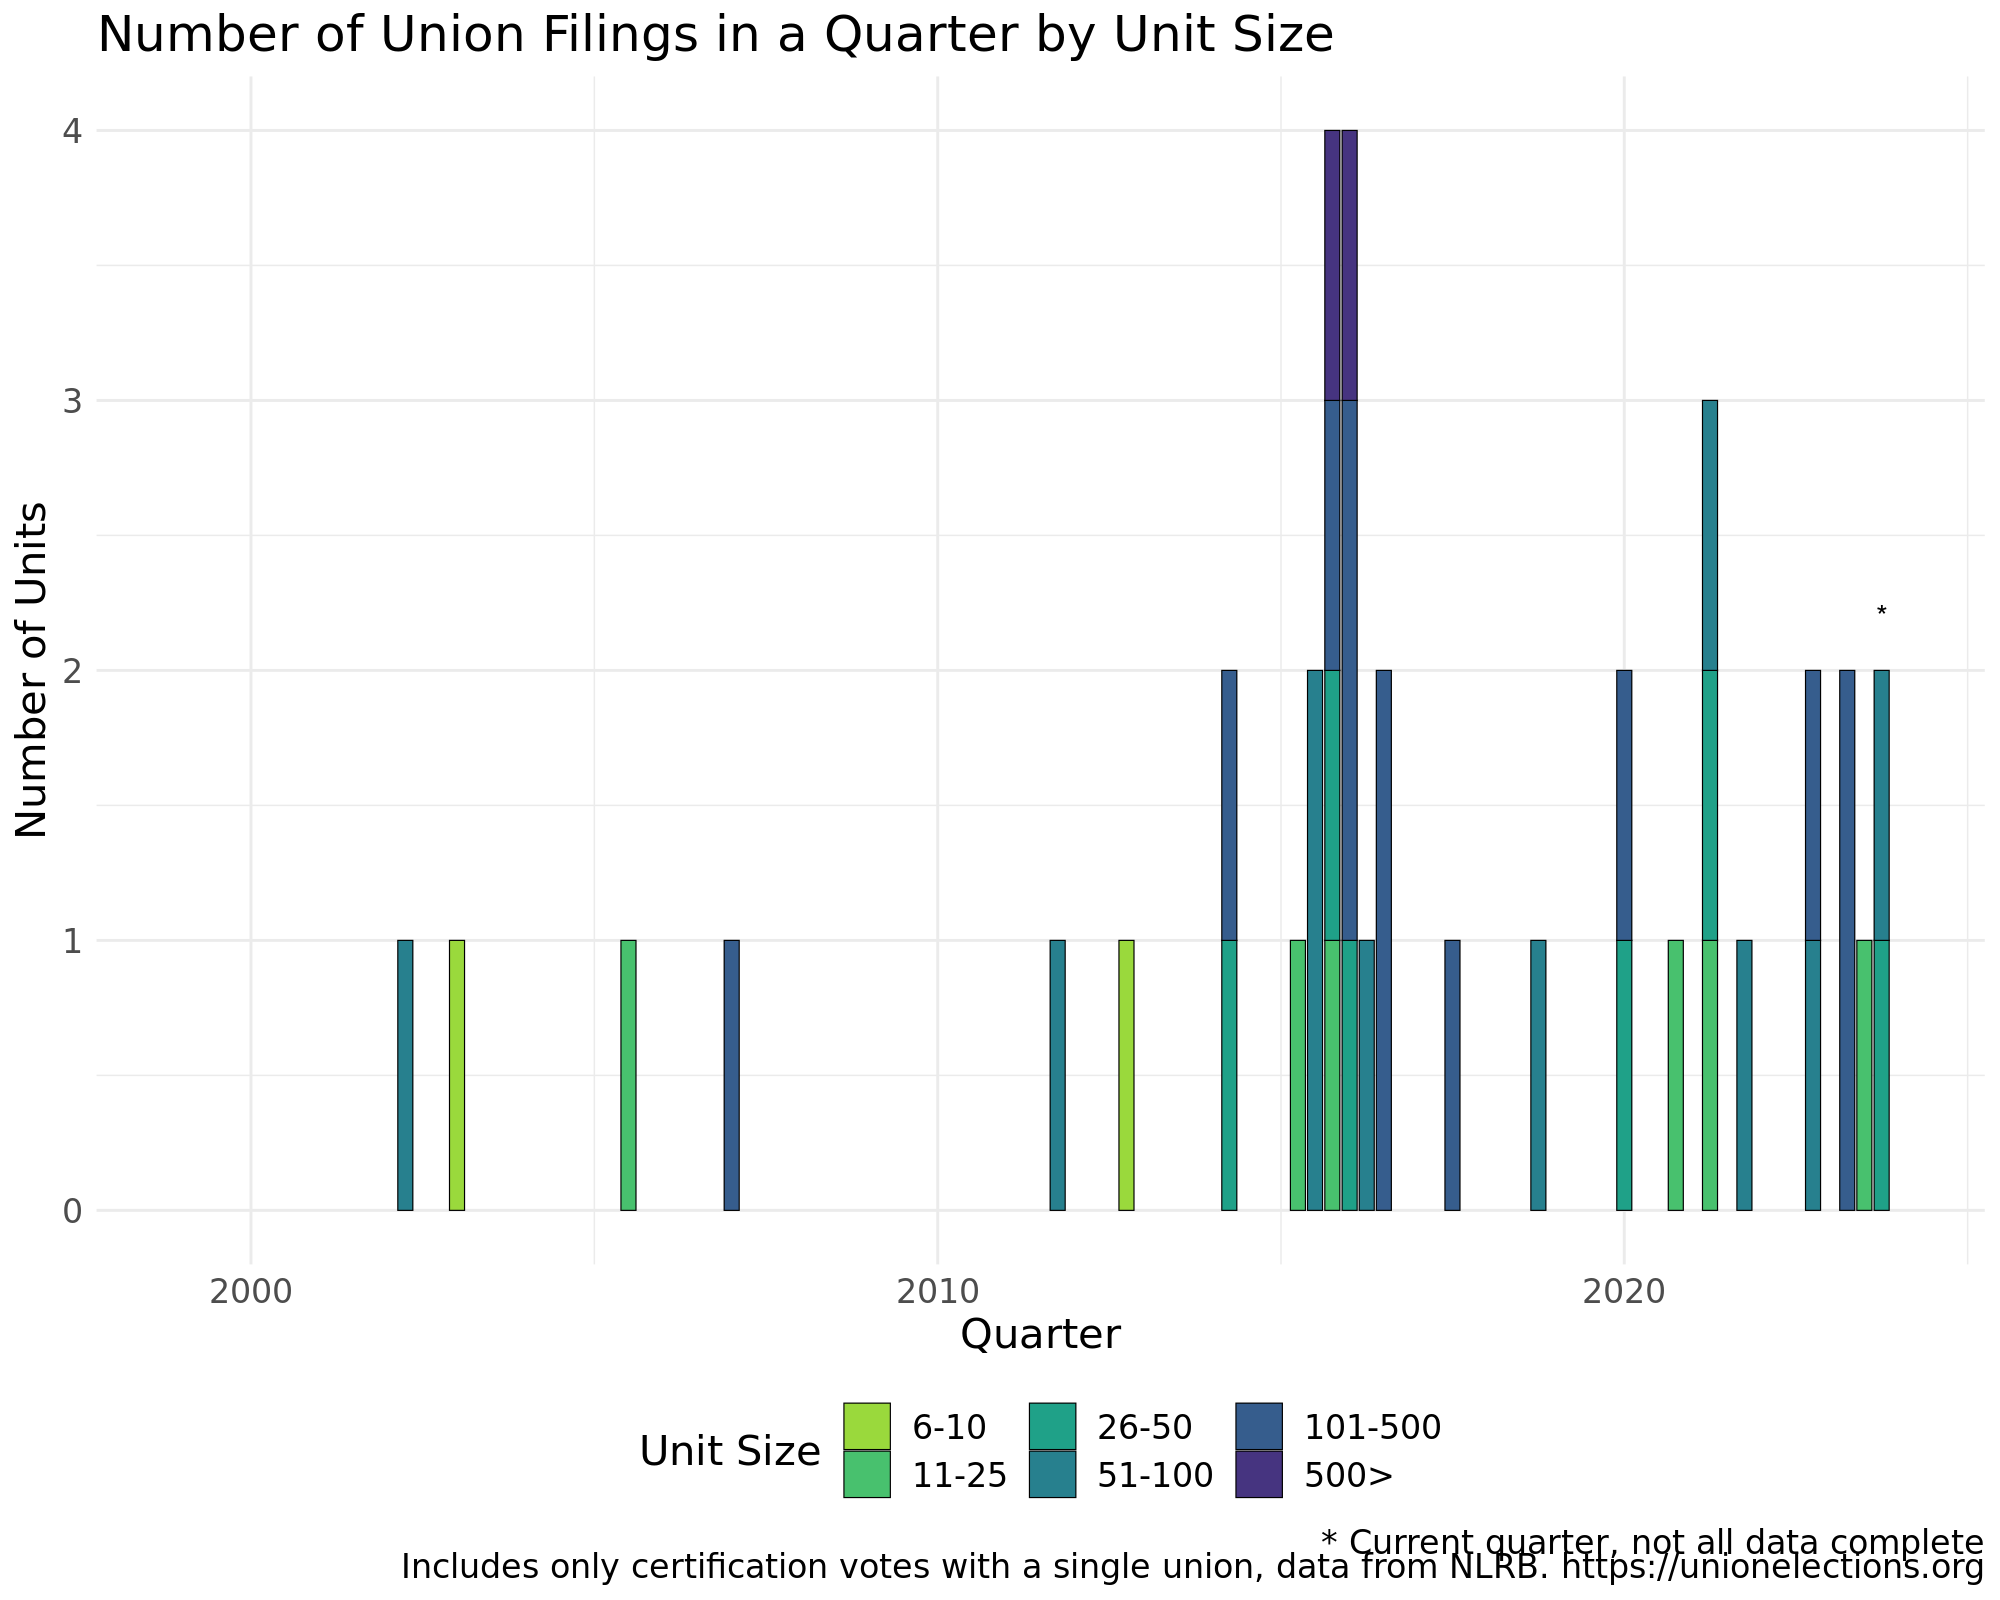 Number of Union Filings in a Quarter by Unit Size
Number of Units
4
3
2
1
0
*
2000 2010 2020
Quarter
Unit Size
6-10 26-50 101-500
11-25 51-100 500>
* Current quarter, not all data complete
Includes only certification votes with a single union, data from NLRB. https://unionelections.org